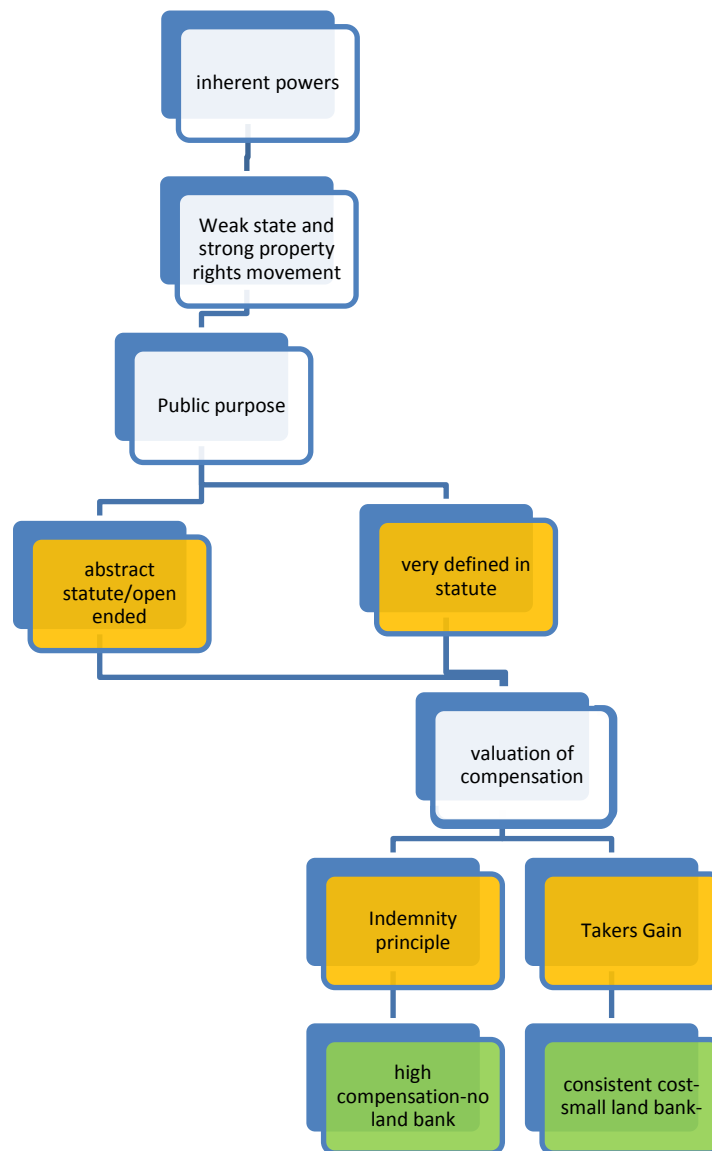 inherent powers
Weak state and
strong property
rights movement
Public purpose
abstract
statute/open
ended
very defined in
statute
valuation of
compensation
Indemnity
principle
Takers Gain
high
compensation-no
land bank
consistent cost-
small land bank-